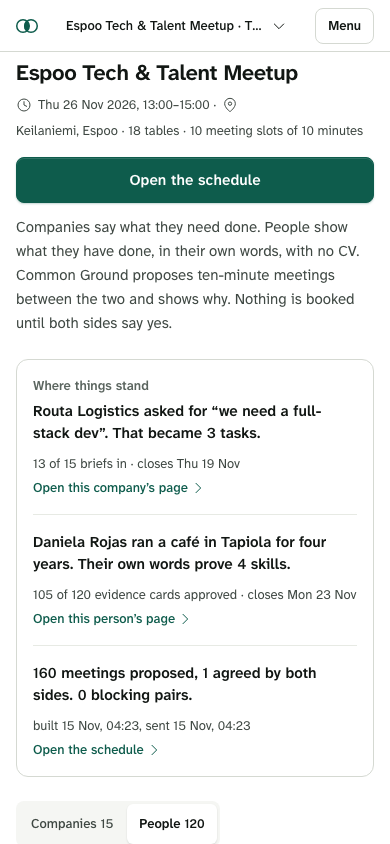 Espoo Tech & Talent Meetup · T...
Menu
Espoo Tech & Talent Meetup
Thu 26 Nov 2026, 13:00–15:00 ·
Keilaniemi, Espoo · 18 tables · 10 meeting slots of 10 minutes
Open the schedule
Companies say what they need done. People show
what they have done, in their own words, with no CV.
Common Ground proposes ten-minute meetings
between the two and shows why. Nothing is booked
until both sides say yes.
Where things stand
Routa Logistics asked for “we need a full-
stack dev”. That became 3 tasks.
13 of 15 briefs in · closes Thu 19 Nov
Open this company’s page
Daniela Rojas ran a café in Tapiola for four
years. Their own words prove 4 skills.
105 of 120 evidence cards approved · closes Mon 23 Nov
Open this person’s page
160 meetings proposed, 1 agreed by both
sides. 0 blocking pairs.
built 15 Nov, 04:23, sent 15 Nov, 04:23
Open the schedule
Companies 15
People 120